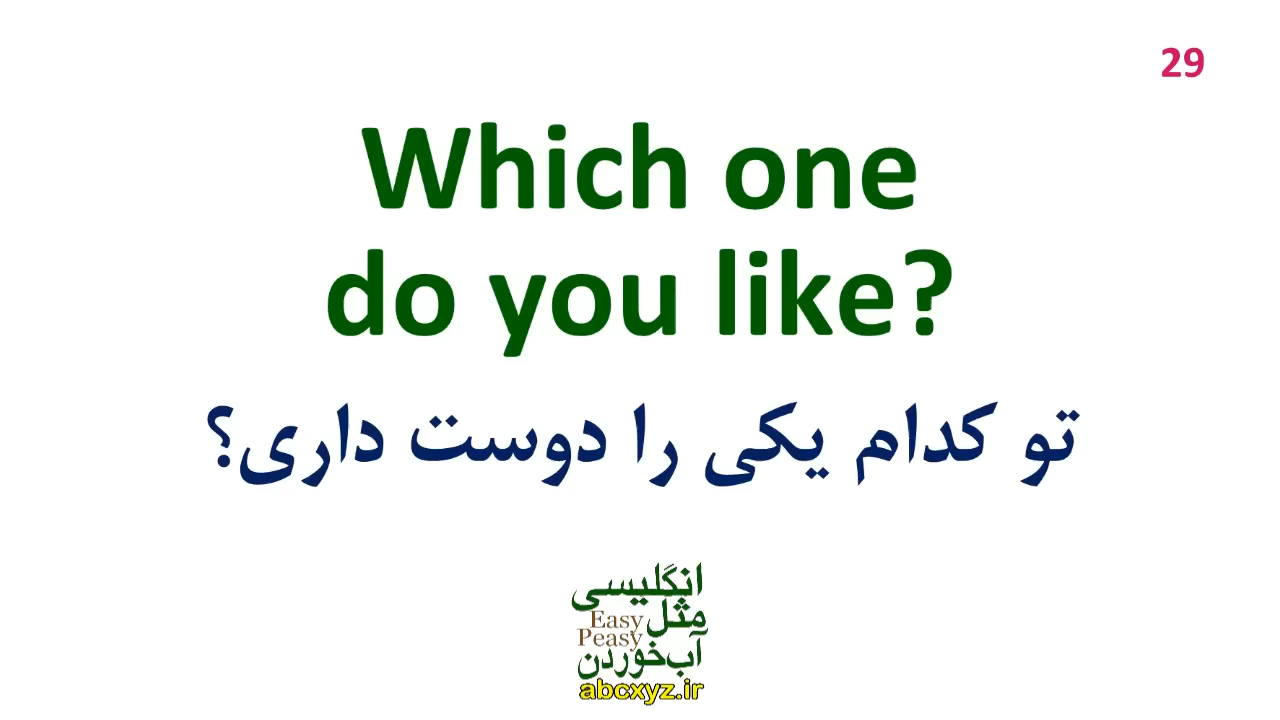 29
Which one
do you like?
تو کدام یکی را دوست داری؟
انگلیسی
مثل
Easy
Peasy
آب‌خوردن
abcxyz.ir